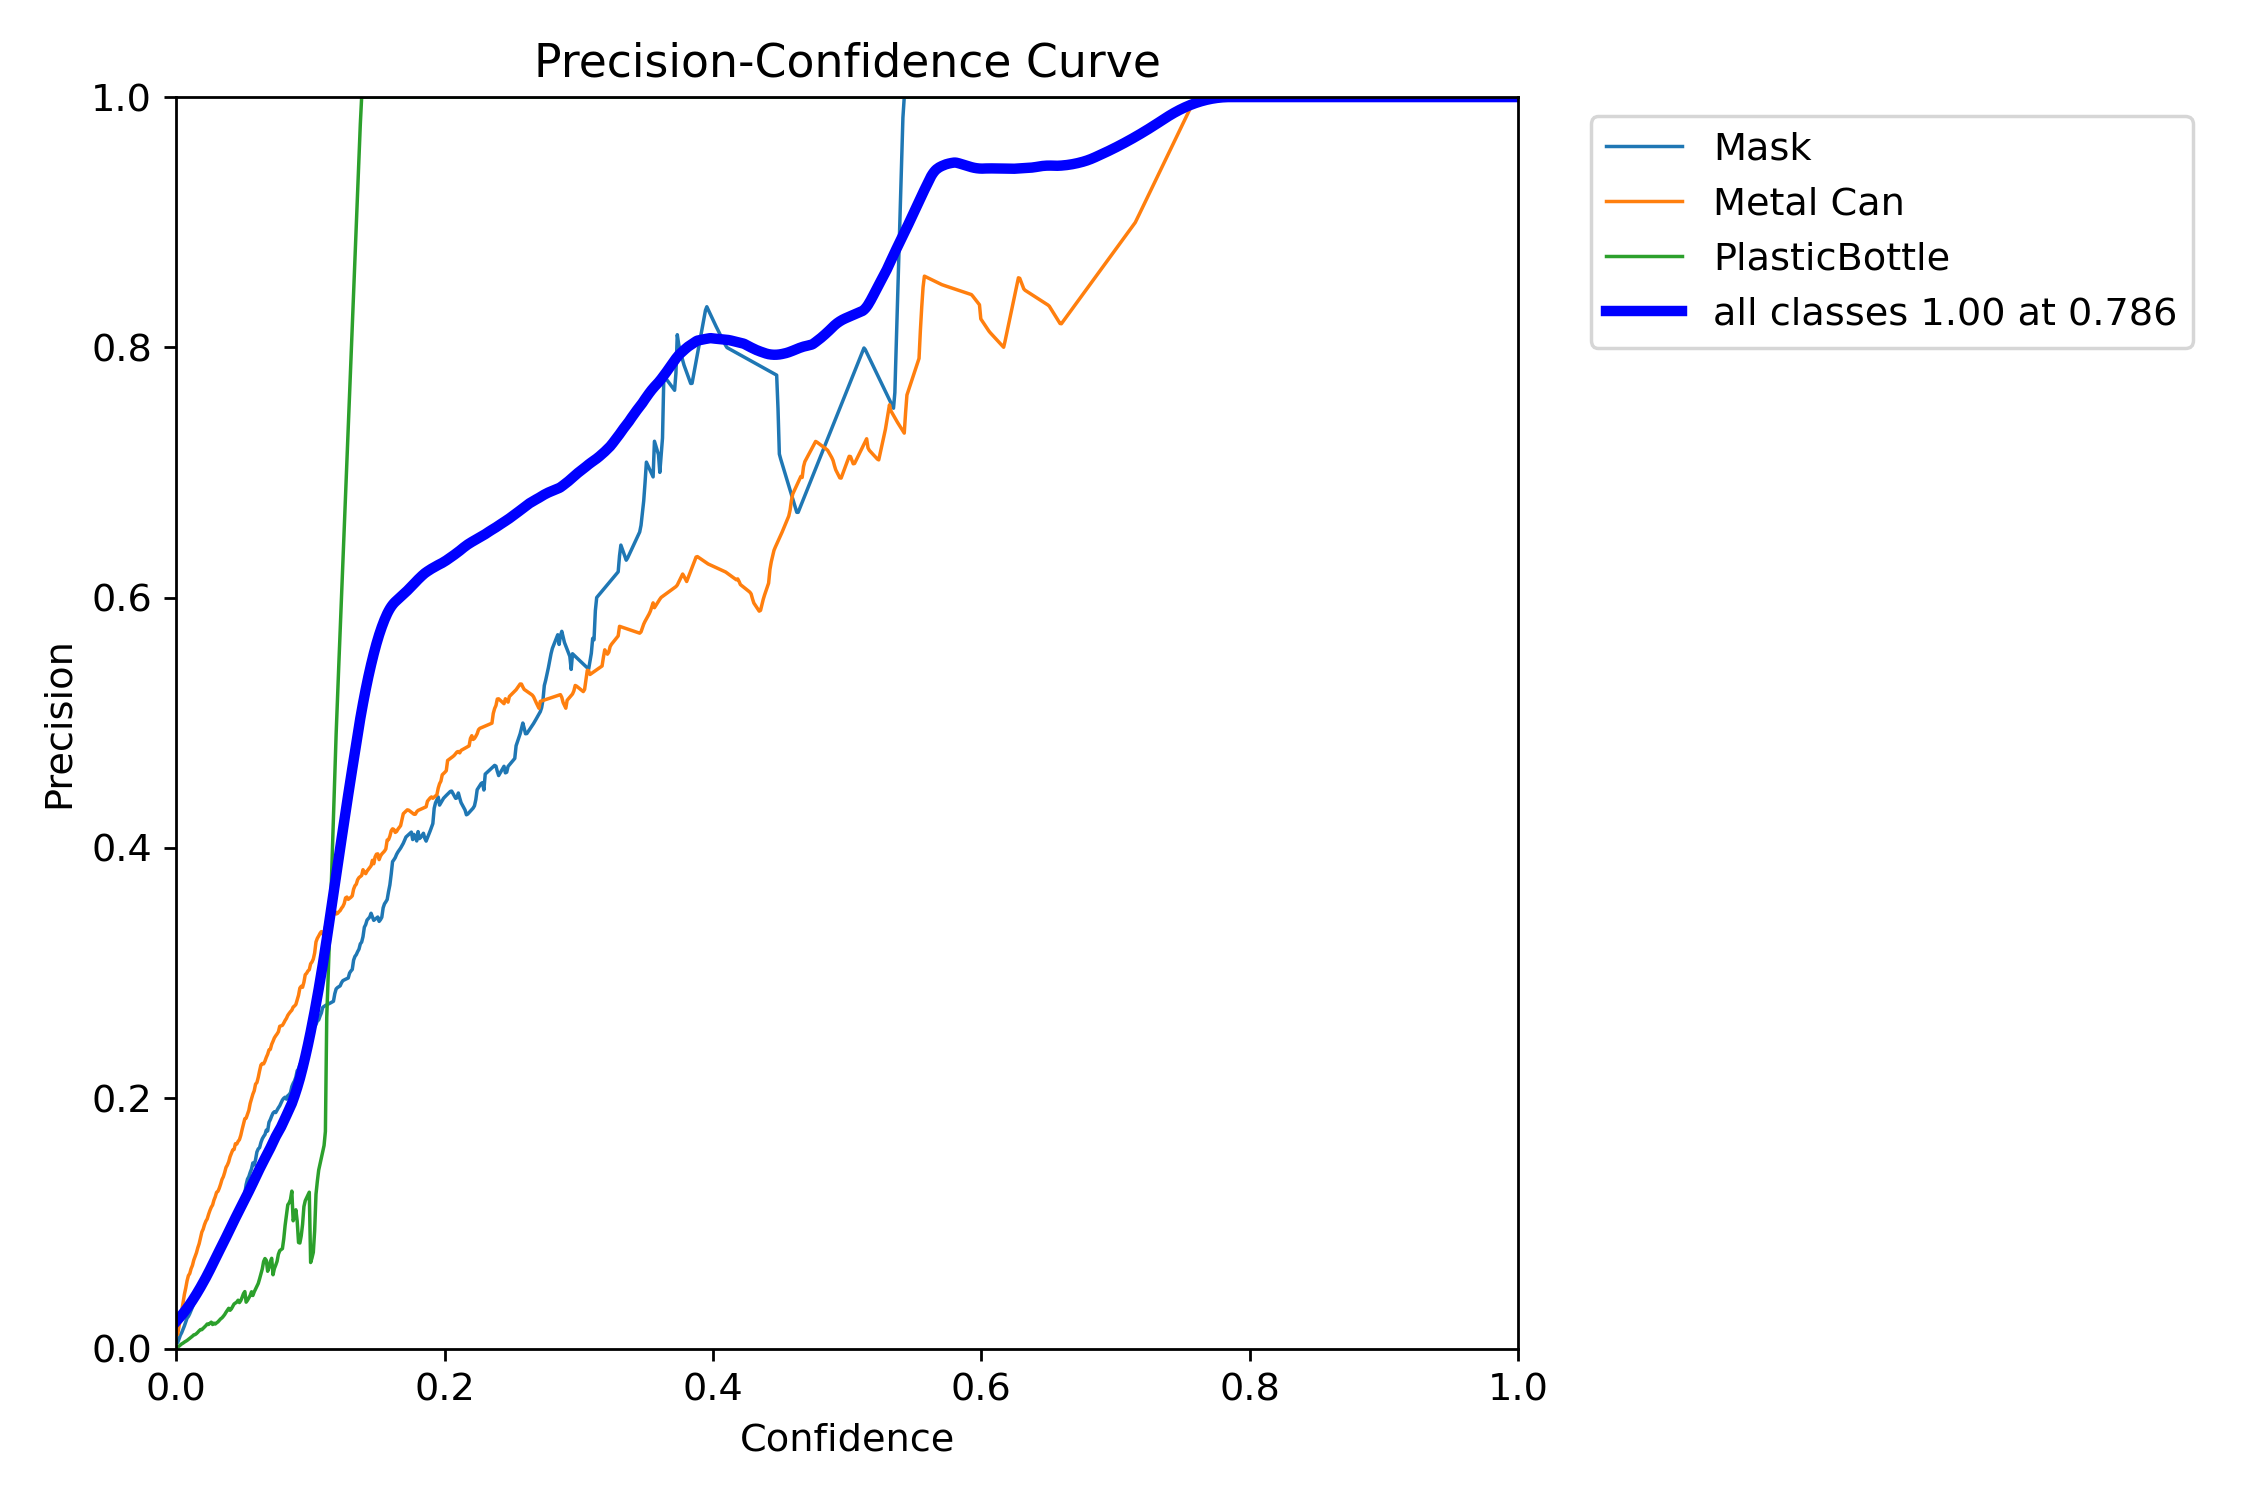 Precision-Confidence Curve
1.0
0.8
0.6
0.4
0.2
0.0
Precision
0.0 0.2 0.4 0.6 0.8 1.0
Confidence
Mask
Metal Can
PlasticBottle
all classes 1.00 at 0.786